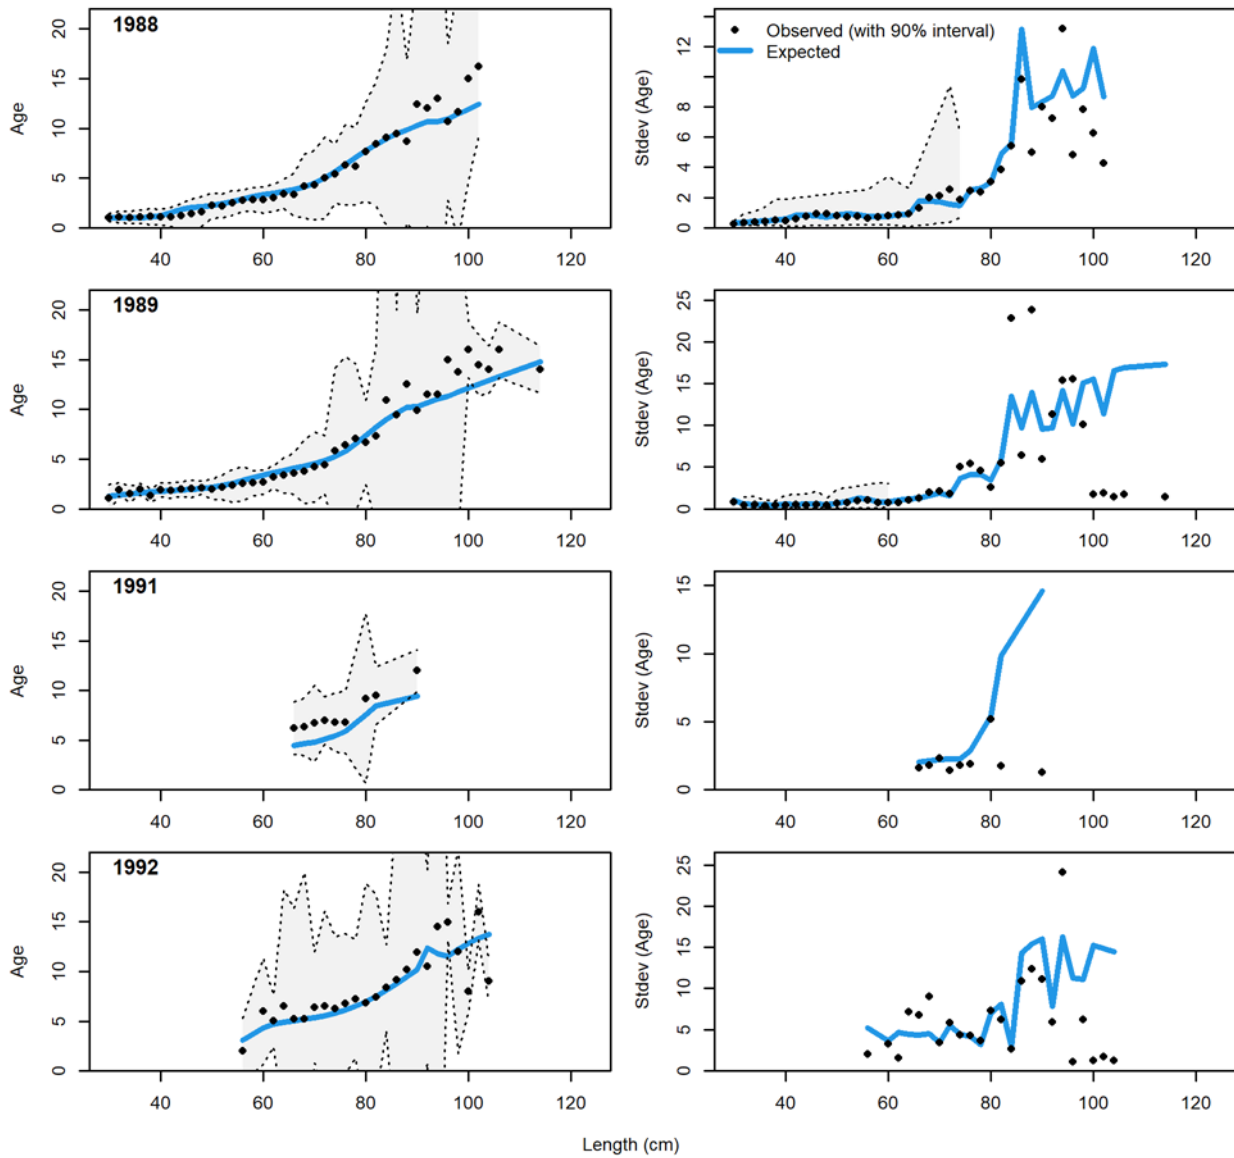 1988
Age
0 5 10 15 20
40 60 80 100 120
Observed (with 90% interval)
Expected
Stdev (Age)
0 2 4 6 8 12
40 60 80 100 120
1989
Age
0 5 10 15 20
40 60 80 100 120
Stdev (Age)
0 5 10 15 20 25
40 60 80 100 120
1991
Age
0 5 10 15 20
40 60 80 100 120
Stdev (Age)
0 5 10 15
40 60 80 100 120
1992
Age
0 5 10 15 20
40 60 80 100 120
Stdev (Age)
0 5 10 15 20 25
40 60 80 100 120
Length (cm)